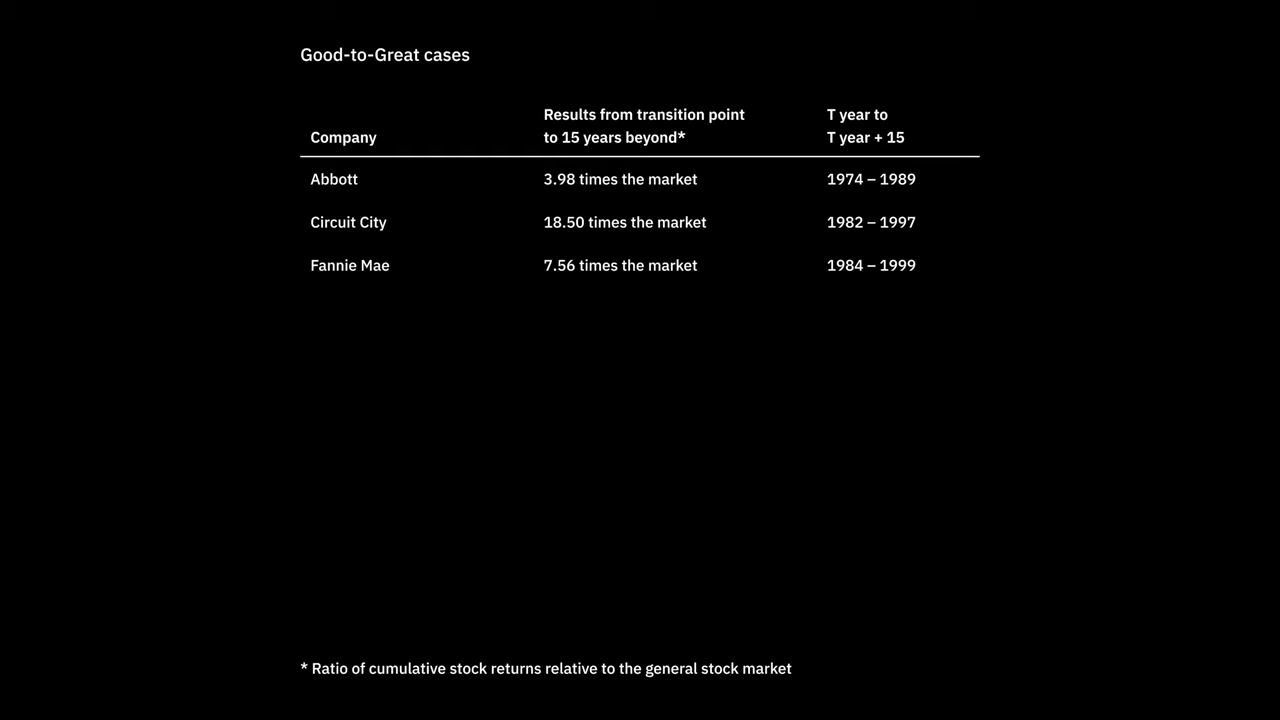 Good-to-Great cases
Results from transition point T year to
Company to 15 years beyond* T year + 15
Abbott 3.98 times the market 1974 – 1989
Circuit City 18.50 times the market 1982 – 1997
Fannie Mae 7.56 times the market 1984 – 1999
* Ratio of cumulative stock returns relative to the general stock market